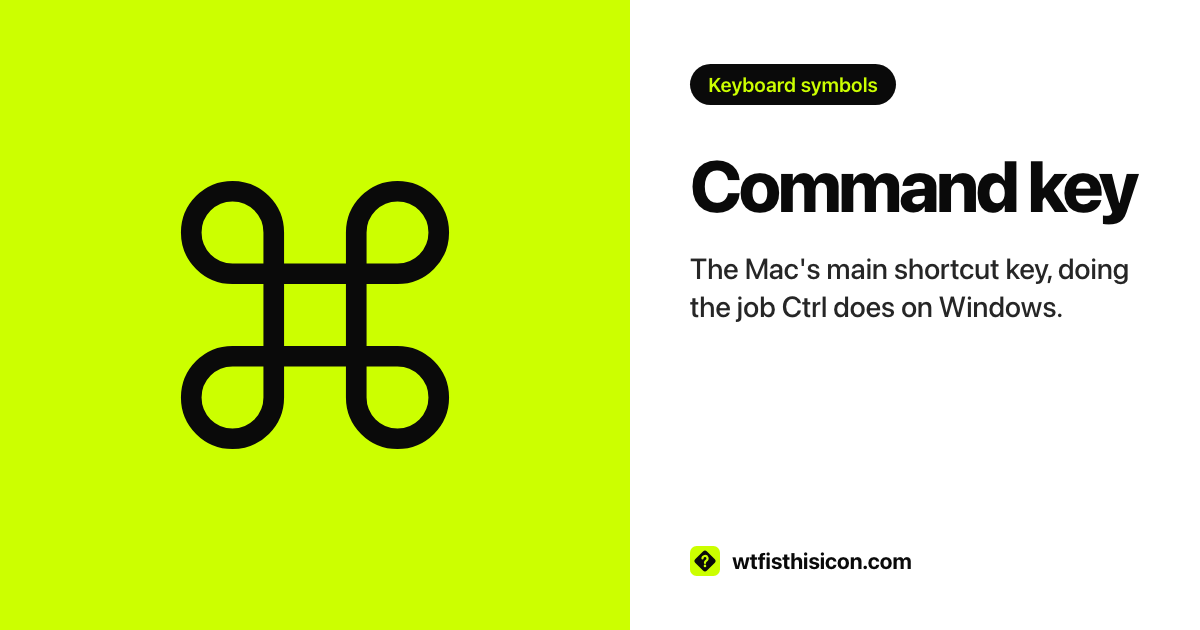 Keyboard symbols
Command key
The Mac's main shortcut key, doing
the job Ctrl does on Windows.
wtfisthisicon.com